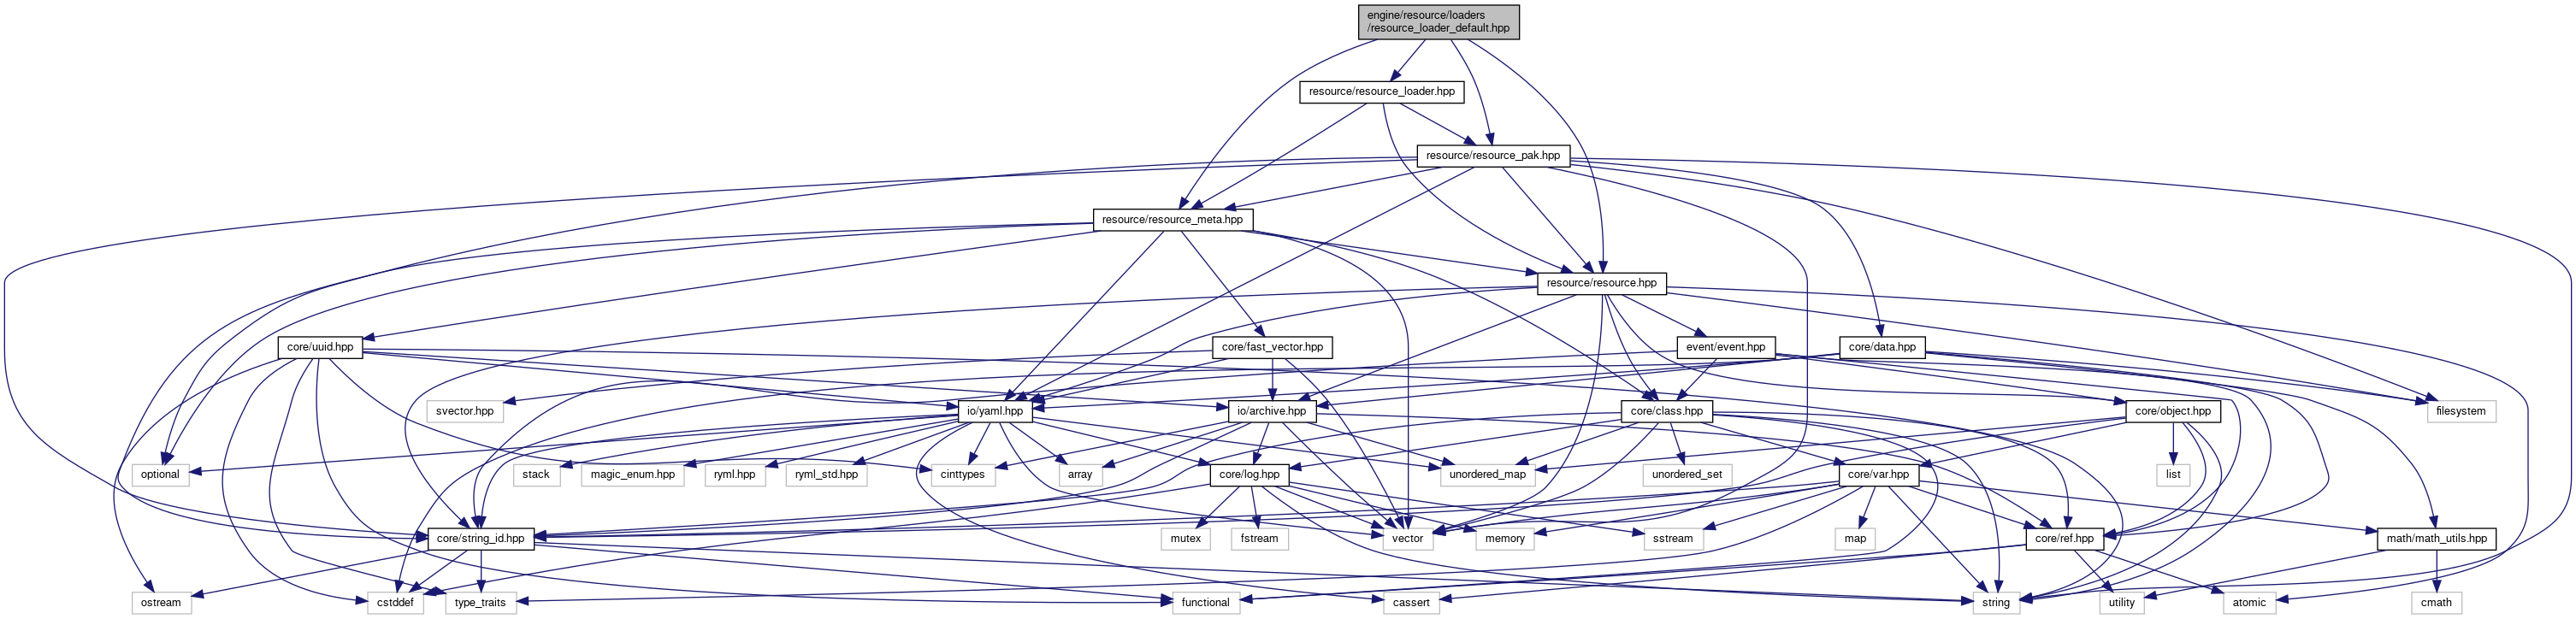 engine/resource/loaders
/resource_loader_default.hpp
resource/resource_loader.hpp
resource/resource_pak.hpp
resource/resource_meta.hpp
resource/resource.hpp
core/uuid.hpp
core/fast_vector.hpp
event/event.hpp
core/data.hpp
svector.hpp
io/yaml.hpp
io/archive.hpp
core/class.hpp
core/object.hpp
filesystem
optional
stack
magic_enum.hpp
ryml.hpp
ryml_std.hpp
cinttypes
array
core/log.hpp
unordered_map
unordered_set
core/var.hpp
list
core/string_id.hpp
mutex
fstream
vector
memory
sstream
map
core/ref.hpp
math/math_utils.hpp
ostream
cstddef
type_traits
functional
cassert
string
utility
atomic
cmath